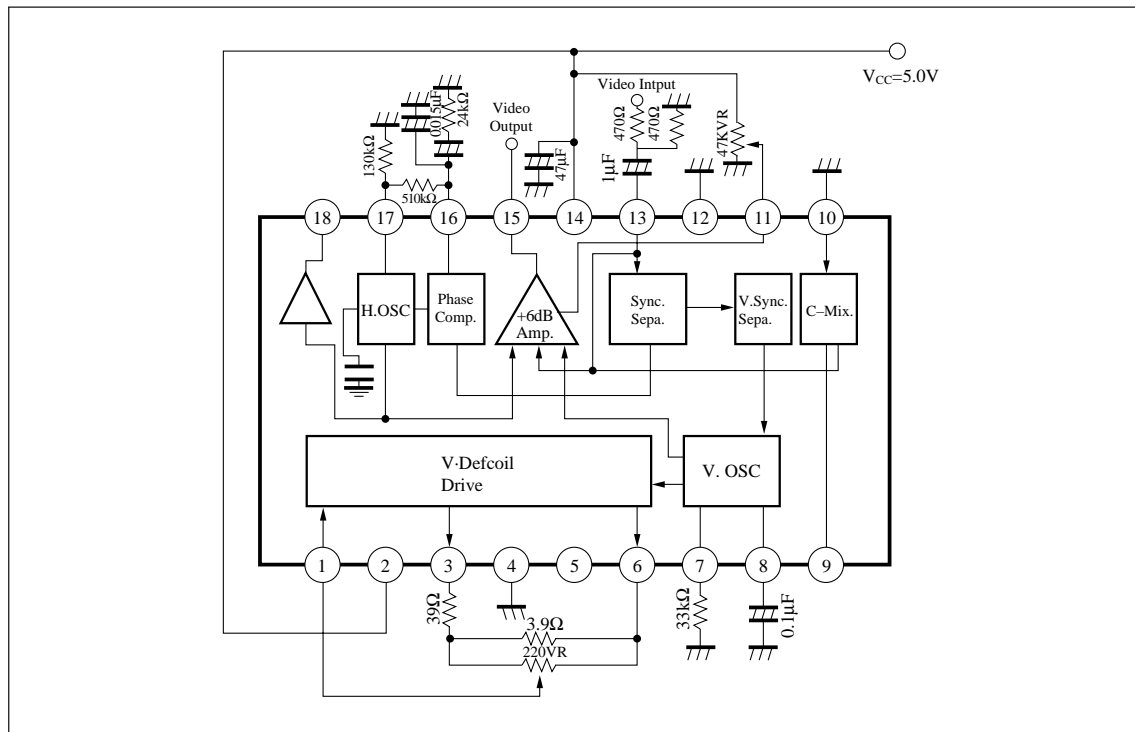 V_CC=5.0V
Video Intput
Video
Output
130kΩ
510kΩ
0.015µF
24kΩ
47µF
1µF
470Ω
470Ω
47KVR
18
17
16
15
14
13
12
11
10
H.OSC
Phase
Comp.
+6dB
Amp.
Sync.
Sepa.
V.Sync.
Sepa.
C–Mix.
V·Defcoil
Drive
V. OSC
1
2
3
4
5
6
7
8
9
39Ω
3.9Ω
220VR
33kΩ
0.1µF